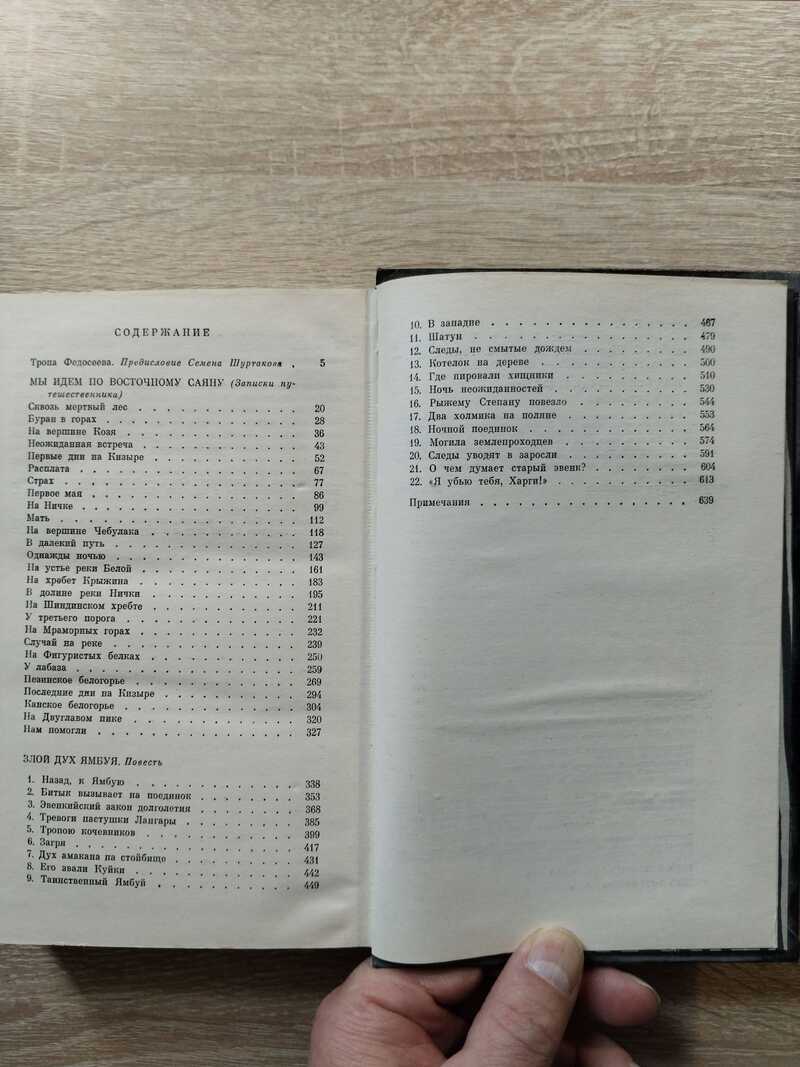 СОДЕРЖАНИЕ
Тропа Федосеева. Предисловие Семена Шуртакова . 5
МЫ ИДЕМ ПО ВОСТОЧНОМУ САЯНУ (Записки пу-
тешественника)
Сквозь мертвый лес . . . . . . . . . . . . 20
Буран в горах . . . . . . . . . . . . . . 28
На вершине Козя . . . . . . . . . . . . . 36
Неожиданная встреча . . . . . . . . . . . 43
Первые дни на Кизыре . . . . . . . . . . . 52
Расплата . . . . . . . . . . . . . . . . 67
Страх . . . . . . . . . . . . . . . . . 77
Первое мая . . . . . . . . . . . . . . . 86
На Ничке . . . . . . . . . . . . . . . . 99
Мать . . . . . . . . . . . . . . . . . 112
На вершине Чебулака . . . . . . . . . . . 118
В далекий путь . . . . . . . . . . . . . 127
Однажды ночью . . . . . . . . . . . . . 143
На устье реки Белой . . . . . . . . . . . 161
На хребет Крыжина . . . . . . . . . . . . 183
В долине реки Нички . . . . . . . . . . . 195
На Шиндинском хребте . . . . . . . . . . 211
У третьего порога . . . . . . . . . . . . 221
На Мраморных горах . . . . . . . . . . . 232
Случай на реке . . . . . . . . . . . . . 239
На Фигуристых белках . . . . . . . . . . 250
У лабаза . . . . . . . . . . . . . . . . 259
Пезинское белогорье . . . . . . . . . . . 269
Последние дни на Кизыре . . . . . . . . . 294
Канское белогорье . . . . . . . . . . . . 304
На Двуглавом пике . . . . . . . . . . . . 320
Нам помогли . . . . . . . . . . . . . . 327
ЗЛОЙ ДУХ ЯМБУЯ. Повесть
1. Назад, к Ямбую . . . . . . . . . . . . 338
2. Битык вызывает на поединок . . . . . . . 353
3. Эвенкийский закон долголетия . . . . . . 368
4. Тревоги пастушки Лангары . . . . . . . . 385
5. Тропою кочевников . . . . . . . . . . . 399
6. Загря . . . . . . . . . . . . . . . . 417
7. Дух амакана на стойбище . . . . . . . . 431
8. Его звали Куйки . . . . . . . . . . . . 442
9. Таинственный Ямбуй . . . . . . . . . . 449
10. В западне . . . . . . . . . . . . . . 467
11. Шатун . . . . . . . . . . . . . . . 479
12. Следы, не смытые дождем . . . . . . . . 490
13. Котелок на дереве . . . . . . . . . . . 500
14. Где пировали хищники . . . . . . . . . 510
15. Ночь неожиданностей . . . . . . . . . . 530
16. Рыжему Степану повезло . . . . . . . . 544
17. Два холмика на поляне . . . . . . . . . 553
18. Ночной поединок . . . . . . . . . . . . 564
19. Могила землепроходцев . . . . . . . . . 574
20. Следы уводят в заросли . . . . . . . . . 591
21. О чем думает старый эвенк? . . . . . . . 604
22. «Я убью тебя, Харги!» . . . . . . . . . 613
Примечания . . . . . . . . . . . . . . . 639